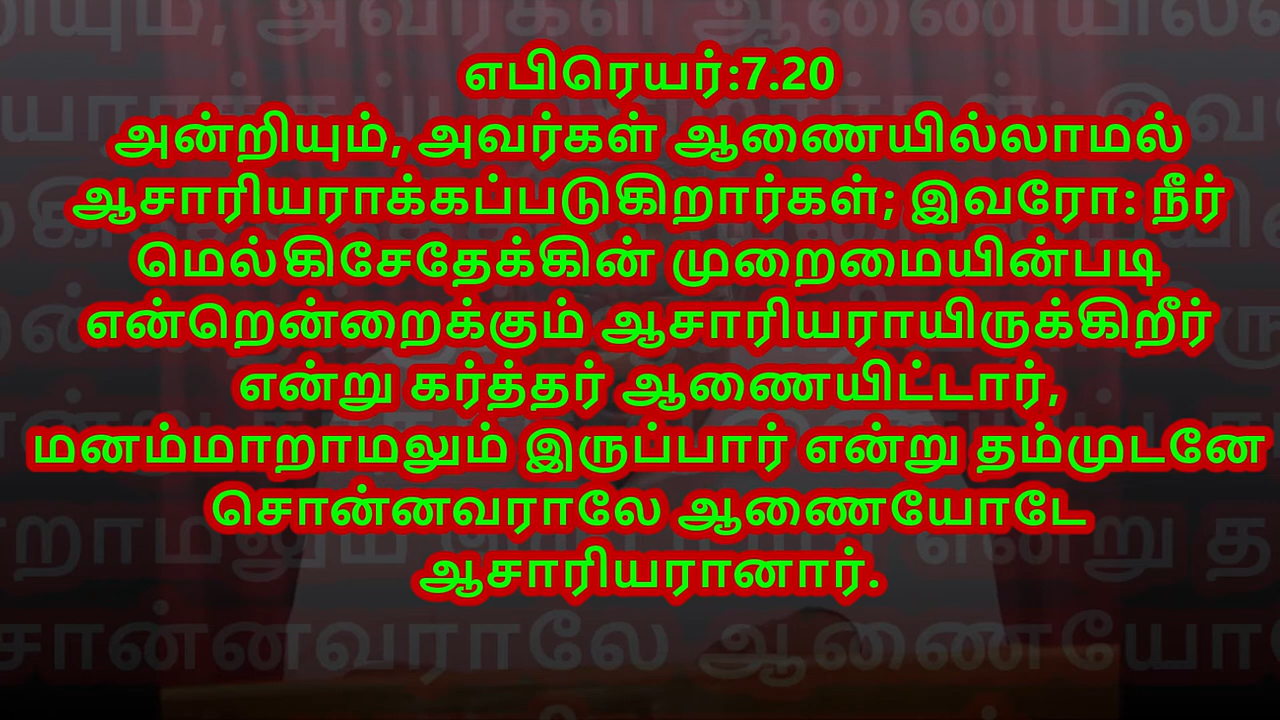 எபிரெயர்:7.20
அன்றியும், அவர்கள் ஆணையில்லாமல்
ஆசாரியராக்கப்படுகிறார்கள்; இவரோ: நீர்
மெல்கிசேதேக்கின் முறைமையின்படி
என்றென்றைக்கும் ஆசாரியராயிருக்கிறீர்
என்று கர்த்தர் ஆணையிட்டார்,
மனம்மாறாமலும் இருப்பார் என்று தம்முடனே
சொன்னவராலே ஆணையோடே
ஆசாரியரானார்.